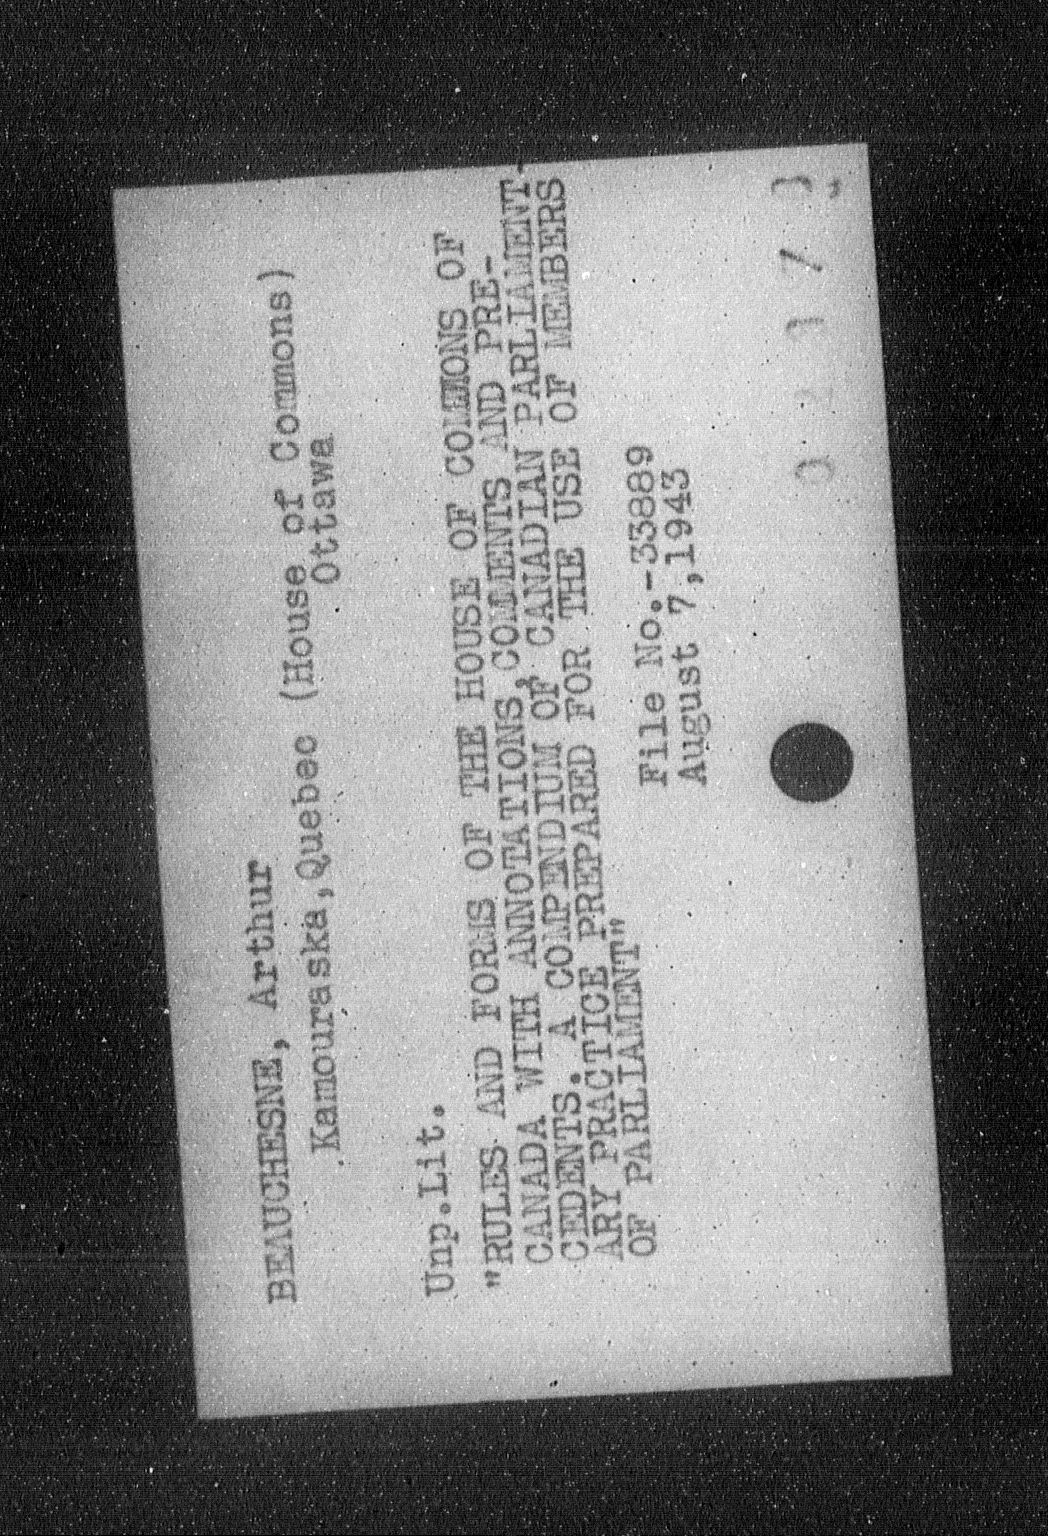 BEAUCHESNE, Arthur
Kamouraska,Quebec (House of Commons)
Ottawa
Unp.Lit.
"RULES AND FORMS OF THE HOUSE OF COMMONS OF
CANADA WITH ANNOTATIONS,COMMENTS AND PRE-
CEDENTS. A COMPENDIUM OF CANADIAN PARLIAMENT-
ARY PRACTICE PREPARED FOR THE USE OF MEMBERS
OF PARLIAMENT"
File No.-33889
August 7,1943